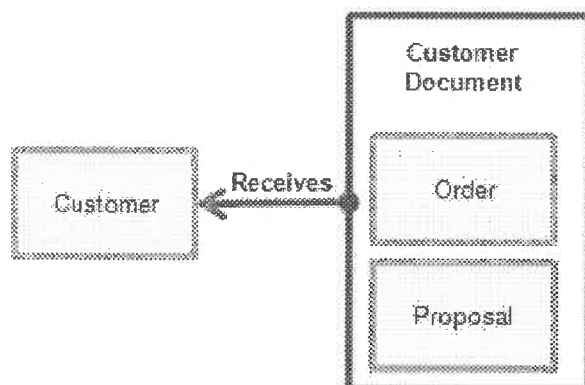 Customer
Document
Receives
Customer
Order
Proposal